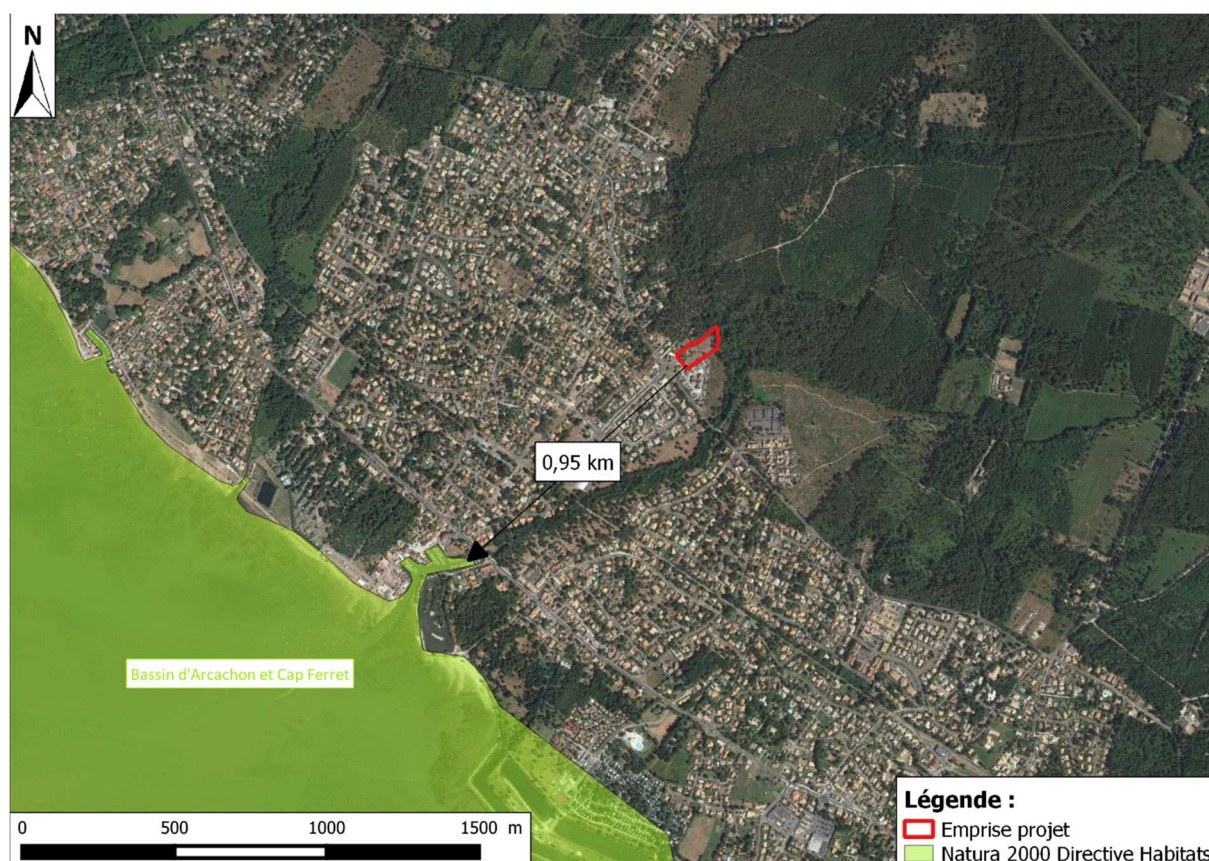 N
0,95 km
Bassin d'Arcachon et Cap Ferret
0 500 1000 1500 m
Légende :
Emprise projet
Natura 2000 Directive Habitats